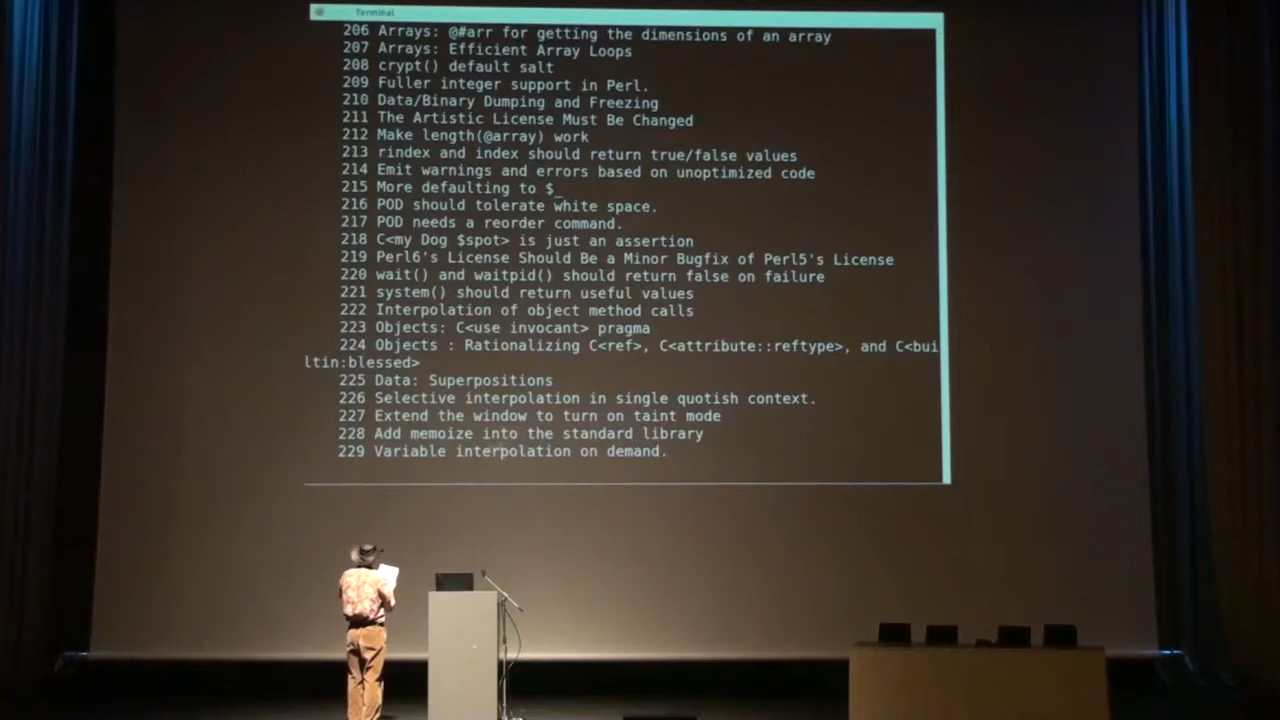 Terminal
206 Arrays: @#arr for getting the dimensions of an array
207 Arrays: Efficient Array Loops
208 crypt() default salt
209 Fuller integer support in Perl.
210 Data/Binary Dumping and Freezing
211 The Artistic License Must Be Changed
212 Make length(@array) work
213 rindex and index should return true/false values
214 Emit warnings and errors based on unoptimized code
215 More defaulting to $_
216 POD should tolerate white space.
217 POD needs a reorder command.
218 C<my Dog $spot> is just an assertion
219 Perl6's License Should Be a Minor Bugfix of Perl5's License
220 wait() and waitpid() should return false on failure
221 system() should return useful values
222 Interpolation of object method calls
223 Objects: C<use invocant> pragma
224 Objects : Rationalizing C<ref>, C<attribute::reftype>, and C<bui
ltin:blessed>
225 Data: Superpositions
226 Selective interpolation in single quotish context.
227 Extend the window to turn on taint mode
228 Add memoize into the standard library
229 Variable interpolation on demand.